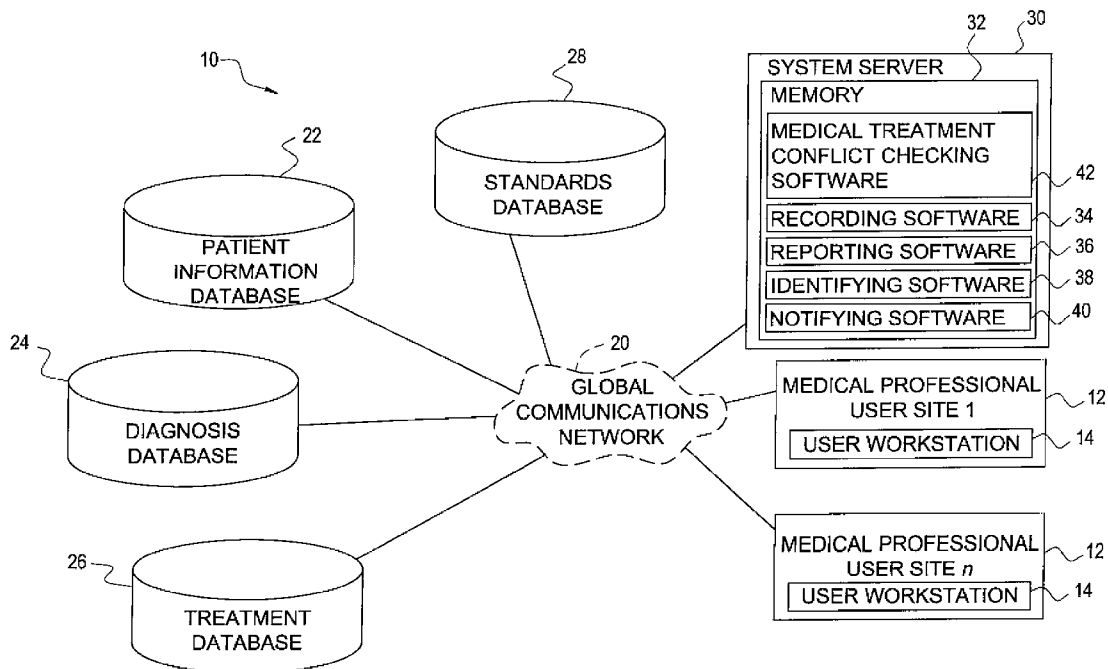 10
28
STANDARDS
DATABASE
22
PATIENT
INFORMATION
DATABASE
24
DIAGNOSIS
DATABASE
26
TREATMENT
DATABASE
20
GLOBAL
COMMUNICATIONS
NETWORK
30
32
SYSTEM SERVER
MEMORY
MEDICAL TREATMENT
CONFLICT CHECKING
SOFTWARE
42
RECORDING SOFTWARE
34
REPORTING SOFTWARE
36
IDENTIFYING SOFTWARE
38
NOTIFYING SOFTWARE
40
MEDICAL PROFESSIONAL
USER SITE 1
12
USER WORKSTATION
14
MEDICAL PROFESSIONAL
USER SITE n
12
USER WORKSTATION
14